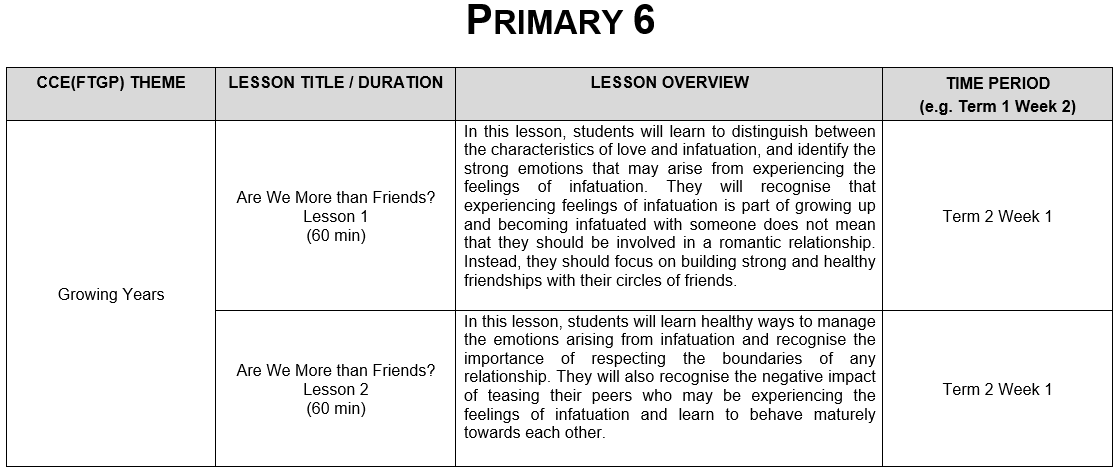 PRIMARY 6
CCE(FTGP) THEME
LESSON TITLE / DURATION
LESSON OVERVIEW
TIME PERIOD
(e.g. Term 1 Week 2)
Growing Years
Are We More than Friends?
Lesson 1
(60 min)
In this lesson, students will learn to distinguish between
the characteristics of love and infatuation, and identify the
strong emotions that may arise from experiencing the
feelings of infatuation. They will recognise that
experiencing feelings of infatuation is part of growing up
and becoming infatuated with someone does not mean
that they should be involved in a romantic relationship.
Instead, they should focus on building strong and healthy
friendships with their circles of friends.
Term 2 Week 1
Are We More than Friends?
Lesson 2
(60 min)
In this lesson, students will learn healthy ways to manage
the emotions arising from infatuation and recognise the
importance of respecting the boundaries of any
relationship. They will also recognise the negative impact
of teasing their peers who may be experiencing the
feelings of infatuation and learn to behave maturely
towards each other.
Term 2 Week 1